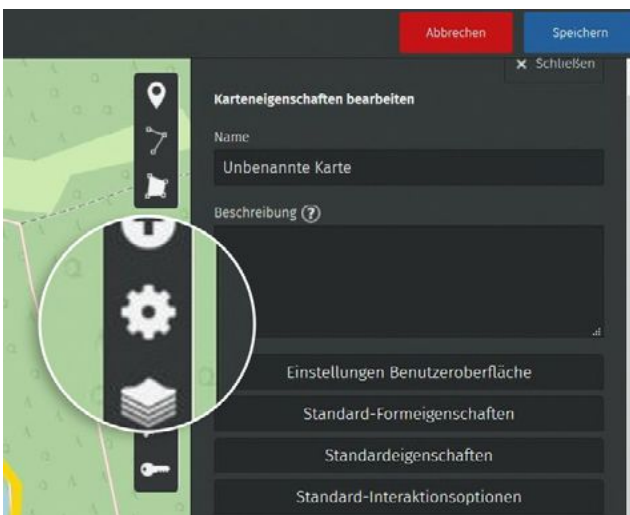 Abbrechen
Speichern
× Schließen
Karteneigenschaften bearbeiten
Name
Unbenannte Karte
Beschreibung (?)
Einstellungen Benutzeroberfläche
Standard-Formeigenschaften
Standardeigenschaften
Standard-Interaktionsoptionen